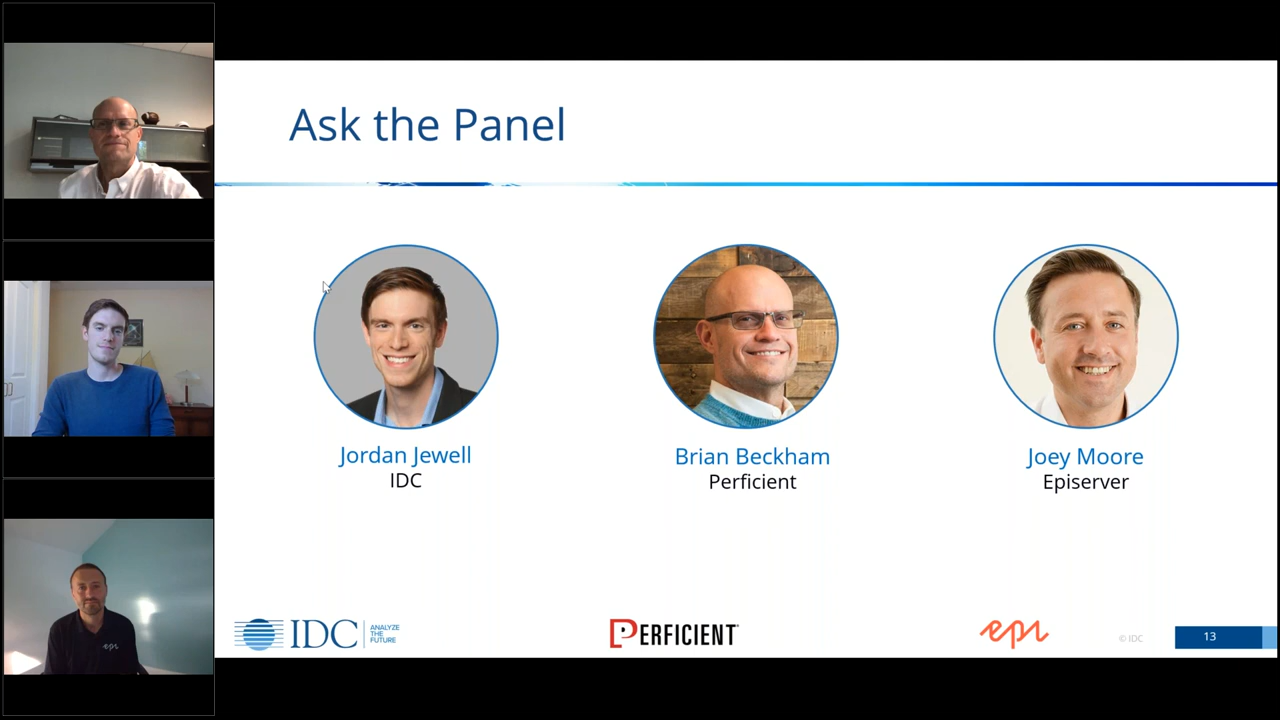 Ask the Panel
Jordan Jewell
IDC
Brian Beckham
Perficient
Joey Moore
Episerver
epi
IDC
ANALYZE
THE
FUTURE
PERFICIENT
epi
© IDC
13